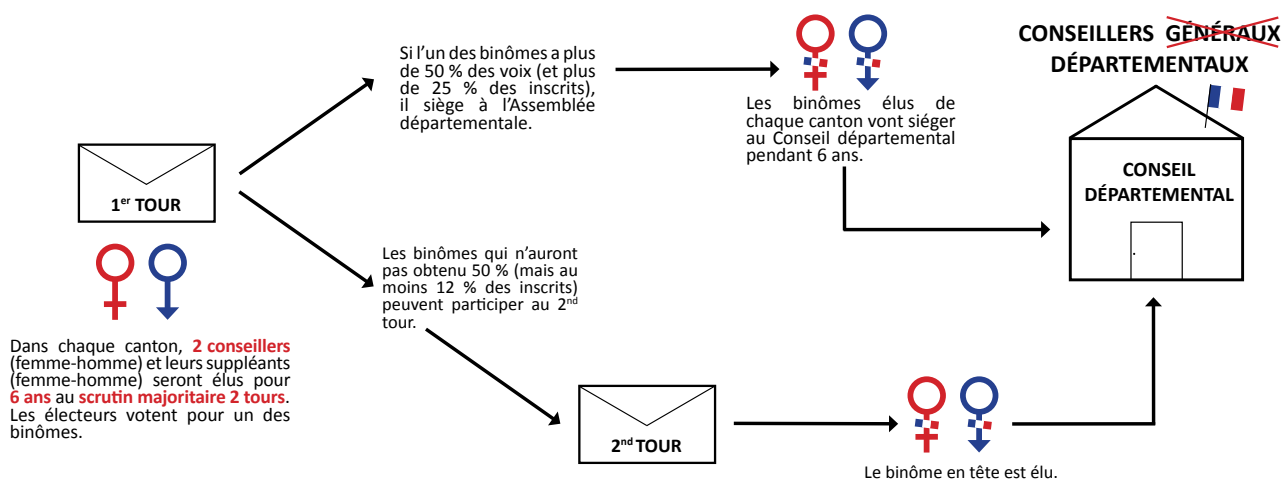 1er TOUR
Dans chaque canton, 2 conseillers
(femme-homme) et leurs suppléants
(femme-homme) seront élus pour
6 ans au scrutin majoritaire 2 tours.
Les électeurs votent pour un des
binômes.
Si l'un des binômes a plus
de 50 % des voix (et plus
de 25 % des inscrits),
il siège à l'Assemblée
départementale.
Les binômes élus de
chaque canton vont siéger
au Conseil départemental
pendant 6 ans.
Les binômes qui n'auront
pas obtenu 50 % (mais au
moins 12 % des inscrits)
peuvent participer au 2nd
tour.
2nd TOUR
Le binôme en tête est élu.
CONSEILLERS GÉNÉRAUX
DÉPARTEMENTAUX
CONSEIL
DÉPARTEMENTAL